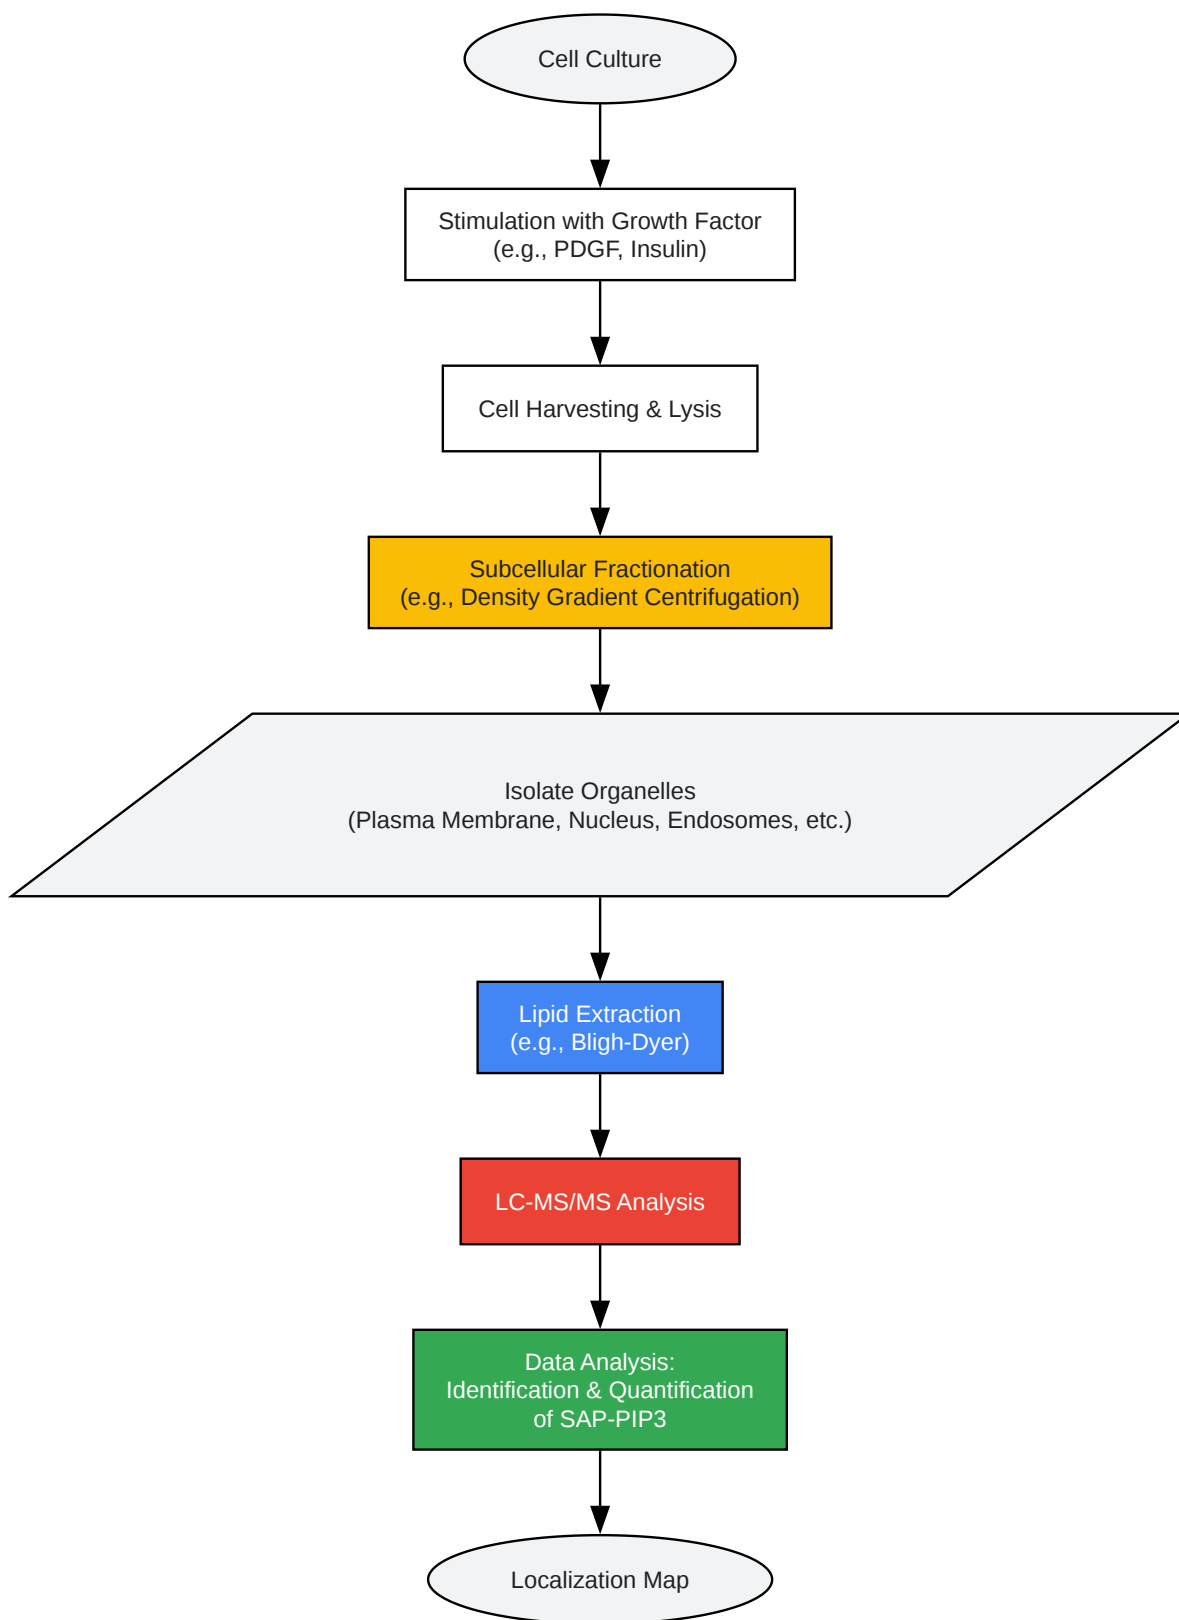 Cell Culture
Stimulation with Growth Factor
(e.g., PDGF, Insulin)
Cell Harvesting & Lysis
Subcellular Fractionation
(e.g., Density Gradient Centrifugation)
Isolate Organelles
(Plasma Membrane, Nucleus, Endosomes, etc.)
Lipid Extraction
(e.g., Bligh-Dyer)
LC-MS/MS Analysis
Data Analysis:
Identification & Quantification
of SAP-PIP3
Localization Map